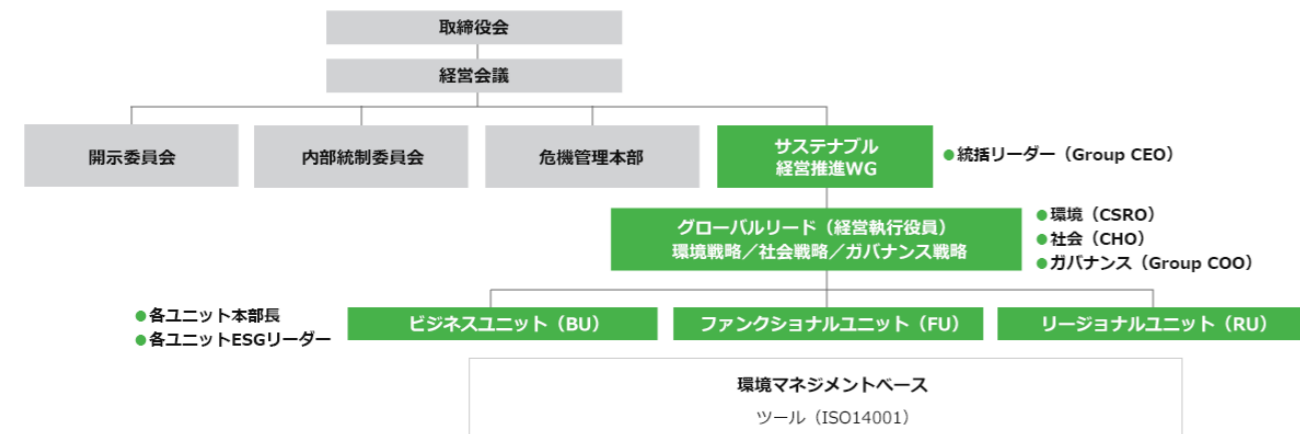 取締役会
経営会議
開示委員会
内部統制委員会
危機管理本部
サステナブル
経営推進WG
●統括リーダー（Group CEO）
グローバルリード（経営執行役員）
環境戦略／社会戦略／ガバナンス戦略
●環境（CSRO）
●社会（CHO）
●ガバナンス（Group COO）
●各ユニット本部長
●各ユニットESGリーダー
ビジネスユニット（BU）
ファンクショナルユニット（FU）
リージョナルユニット（RU）
環境マネジメントベース
ツール（ISO14001）